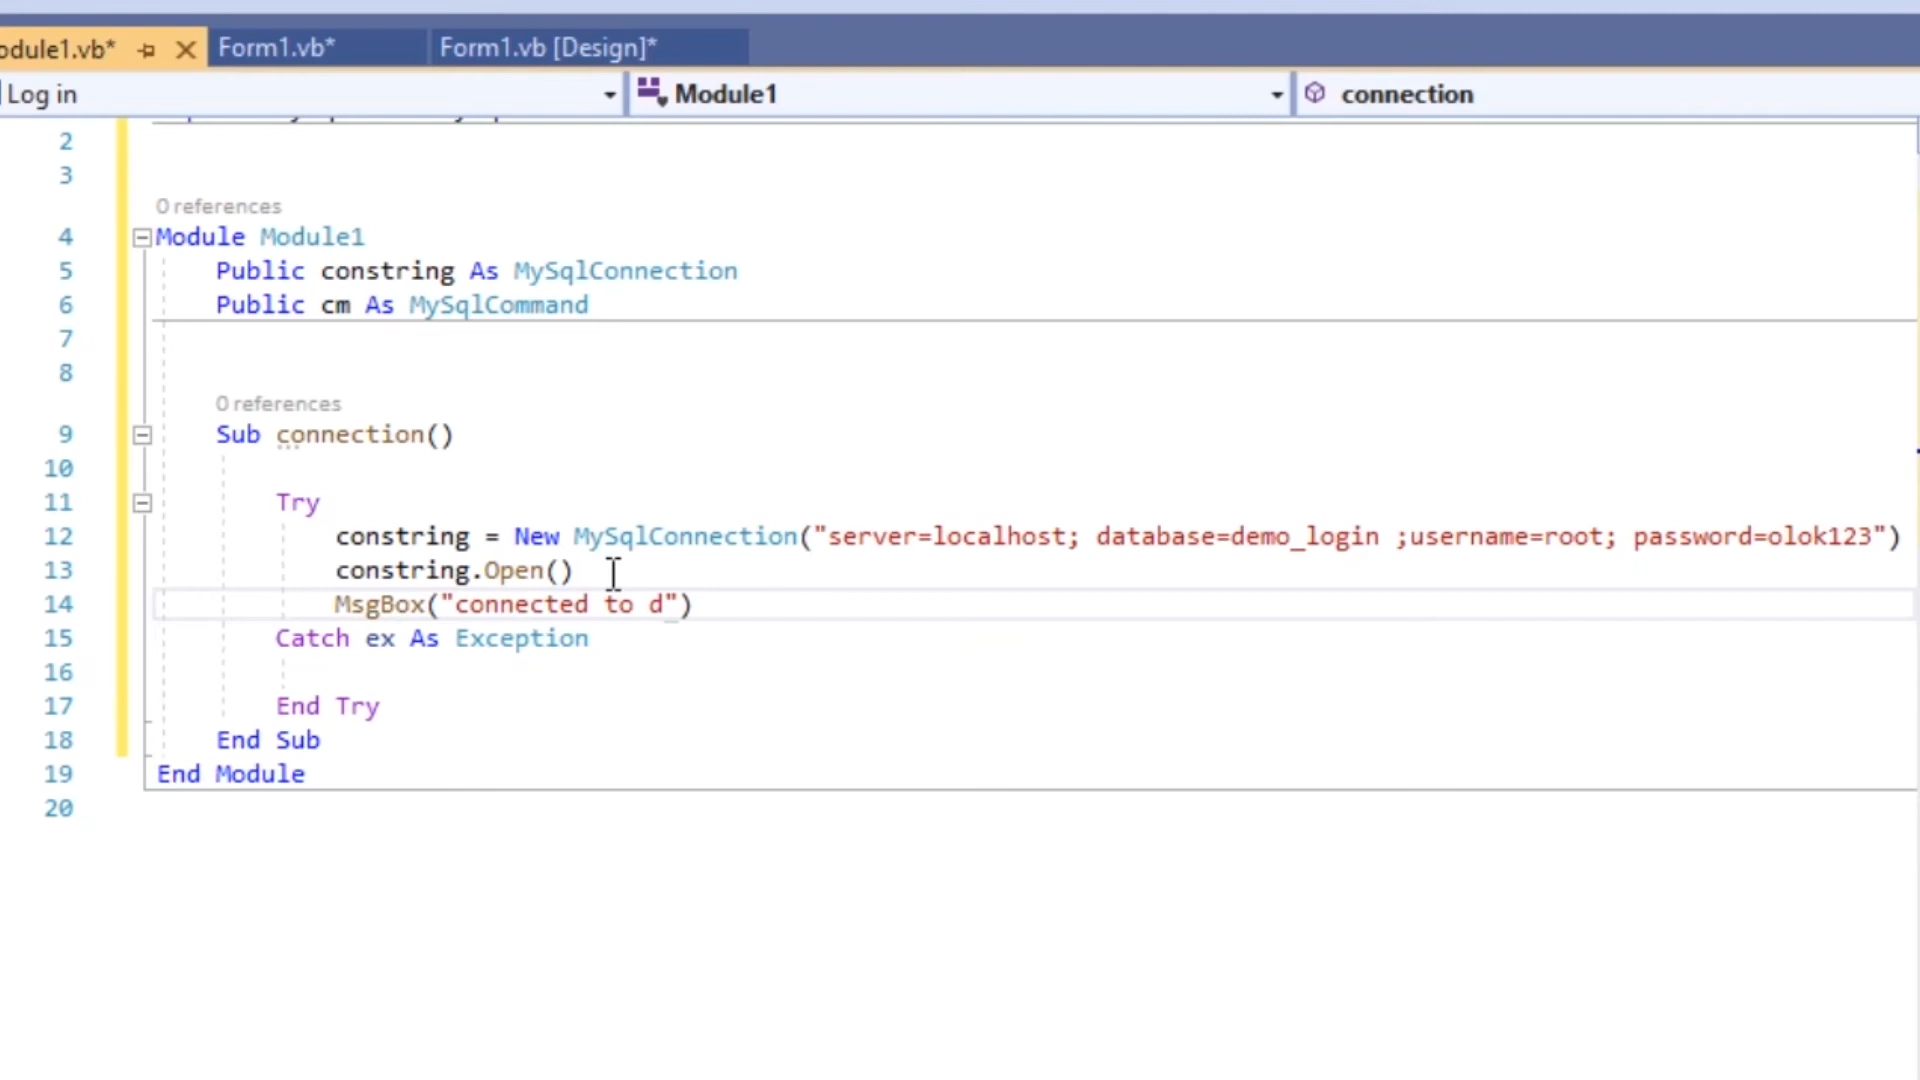 odule1.vb*
Form1.vb*
Form1.vb [Design]*
Log in
Module1
connection
2
3
0 references
4 Module Module1
5 Public constring As MySqlConnection
6 Public cm As MySqlCommand
7
8
0 references
9 Sub connection()
10
11 Try
12 constring = New MySqlConnection("server=localhost; database=demo_login ;username=root; password=olok123")
13 constring.Open()
14 MsgBox("connected to d")
15 Catch ex As Exception
16
17 End Try
18 End Sub
19 End Module
20